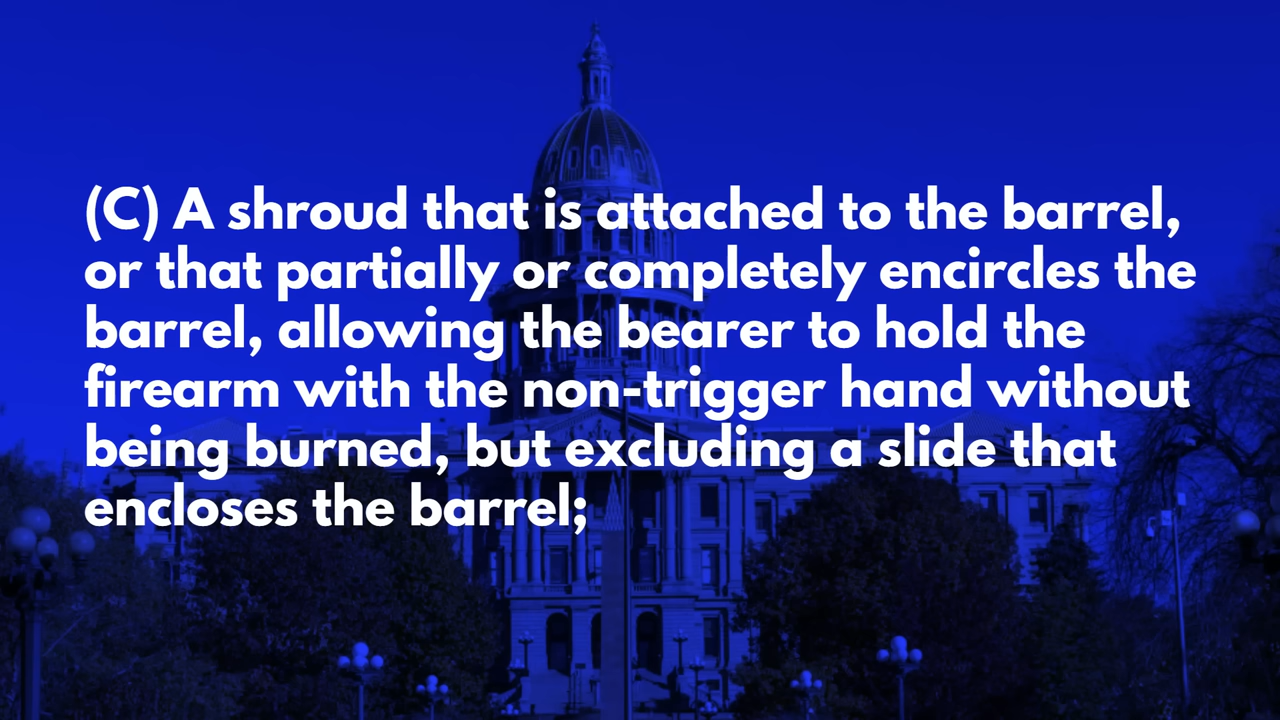 (C) A shroud that is attached to the barrel,
or that partially or completely encircles the
barrel, allowing the bearer to hold the
firearm with the non-trigger hand without
being burned, but excluding a slide that
encloses the barrel;